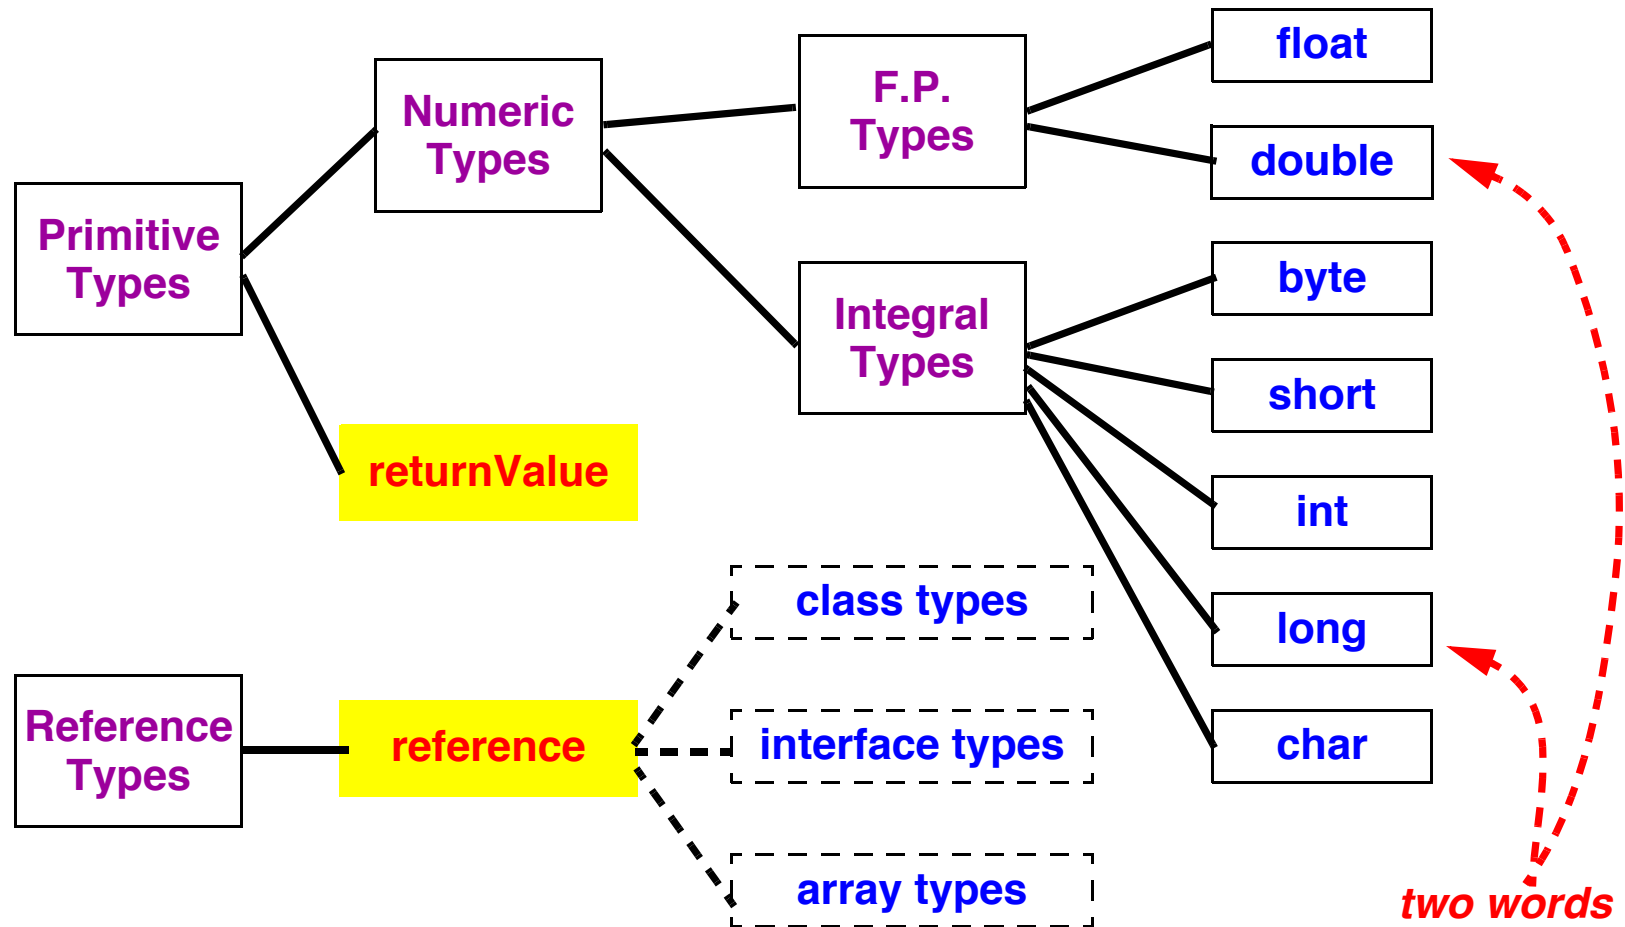 float
F.P.
Types
Numeric
Types
double
Primitive
Types
byte
Integral
Types
short
returnValue
int
class types
long
Reference
Types
reference
interface types
char
array types
two words